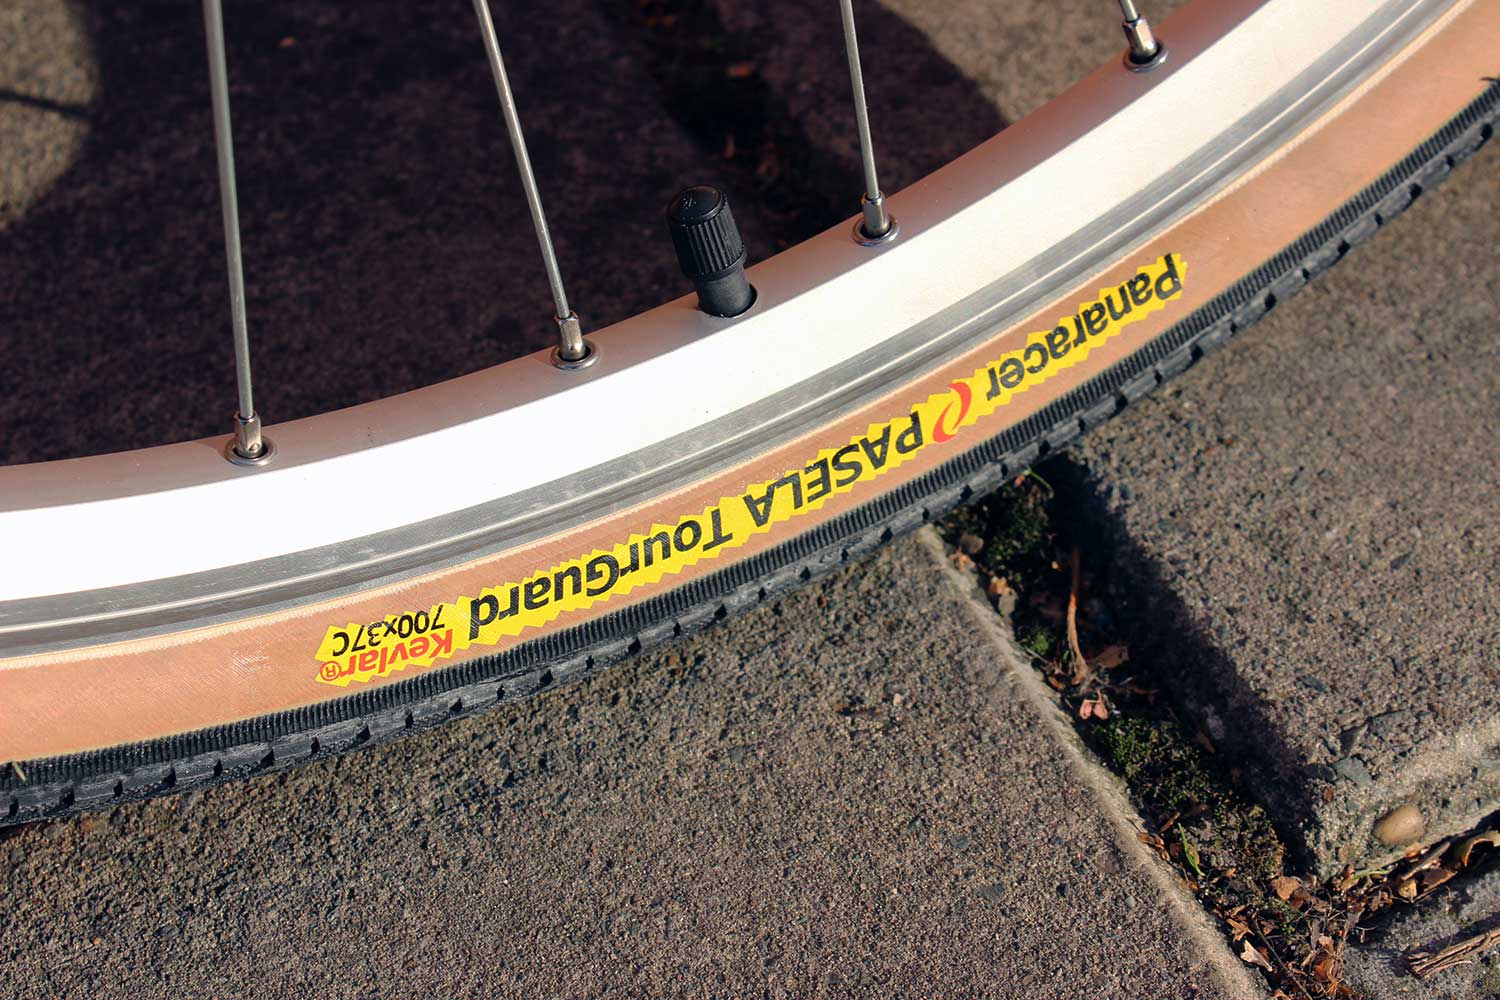 Panaracer PASELA TourGuard
Kevlar®
700x37C